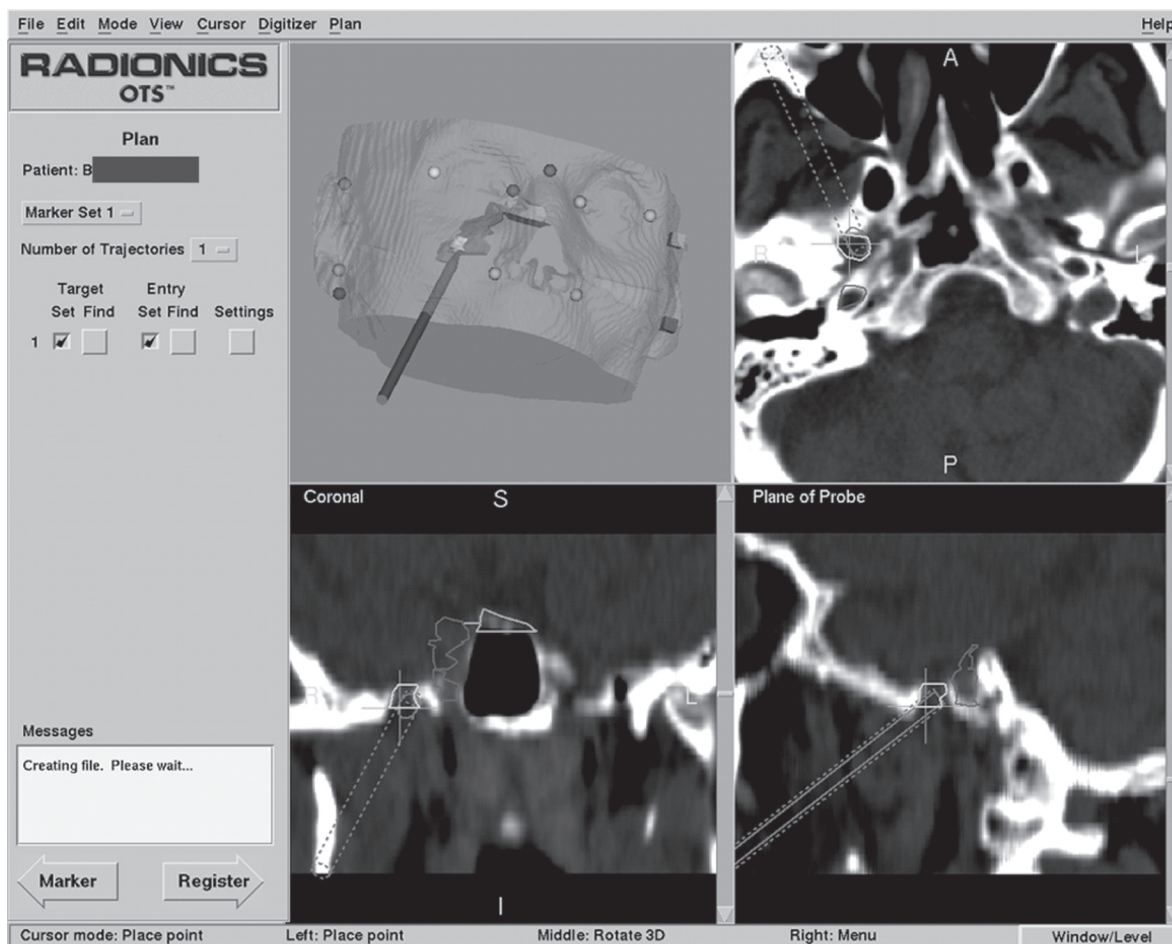 File Edit Mode View Cursor Digitizer Plan Help
RADIONICS
OTS™
Plan
Patient: B
Marker Set 1
Number of Trajectories 1
Target Entry
Set Find Set Find Settings
1
Messages
Creating file. Please wait...
Marker Register
A
R L
P
Coronal
S
R L
I
Plane of Probe
Cursor mode: Place point Left: Place point Middle: Rotate 3D Right: Menu Window/Level